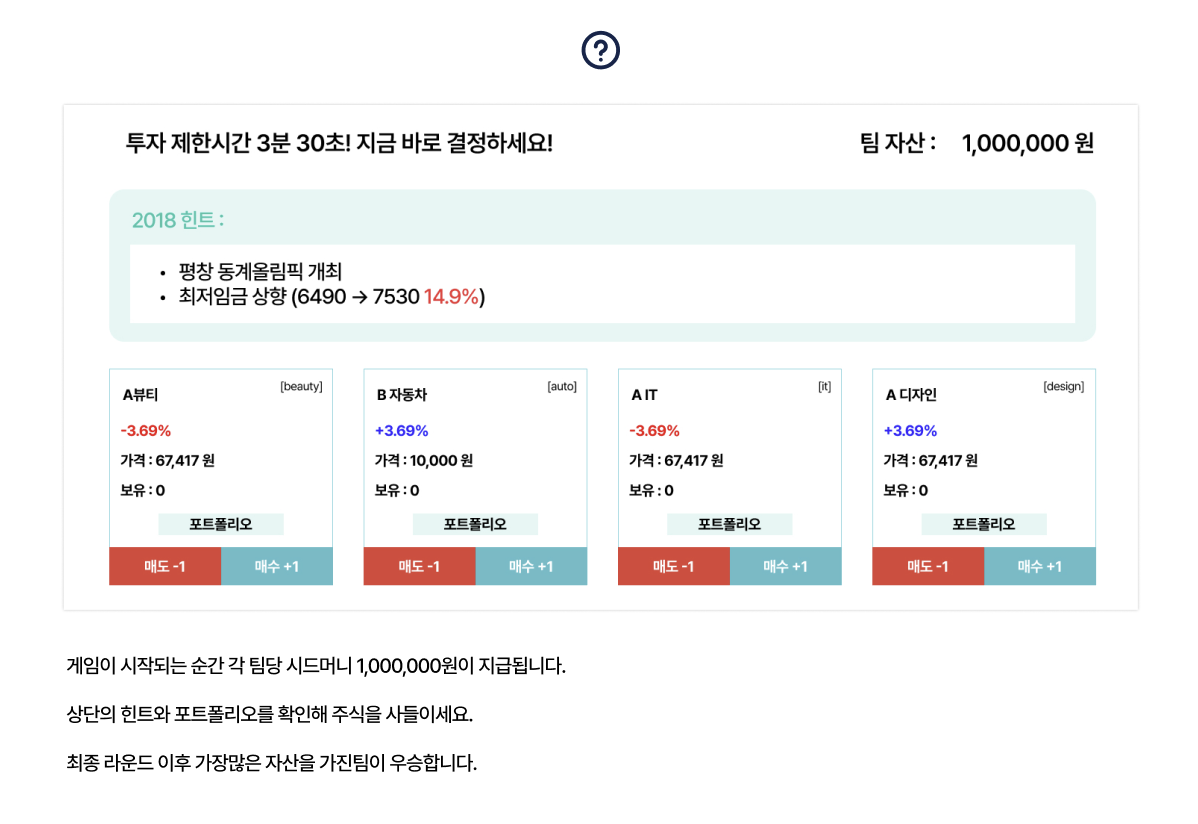 ?
투자 제한시간 3분 30초! 지금 바로 결정하세요!
팀 자산 : 1,000,000 원
2018 힌트 :
• 평창 동계올림픽 개최
• 최저임금 상향 (6490 → 7530 14.9%)
A뷰티 [beauty]
-3.69%
가격 : 67,417 원
보유 : 0
포트폴리오
매도 -1 매수 +1
B 자동차 [auto]
+3.69%
가격 : 10,000 원
보유 : 0
포트폴리오
매도 -1 매수 +1
A IT [it]
-3.69%
가격 : 67,417 원
보유 : 0
포트폴리오
매도 -1 매수 +1
A 디자인 [design]
+3.69%
가격 : 67,417 원
보유 : 0
포트폴리오
매도 -1 매수 +1
게임이 시작되는 순간 각 팀당 시드머니 1,000,000원이 지급됩니다.
상단의 힌트와 포트폴리오를 확인해 주식을 사들이세요.
최종 라운드 이후 가장많은 자산을 가진팀이 우승합니다.